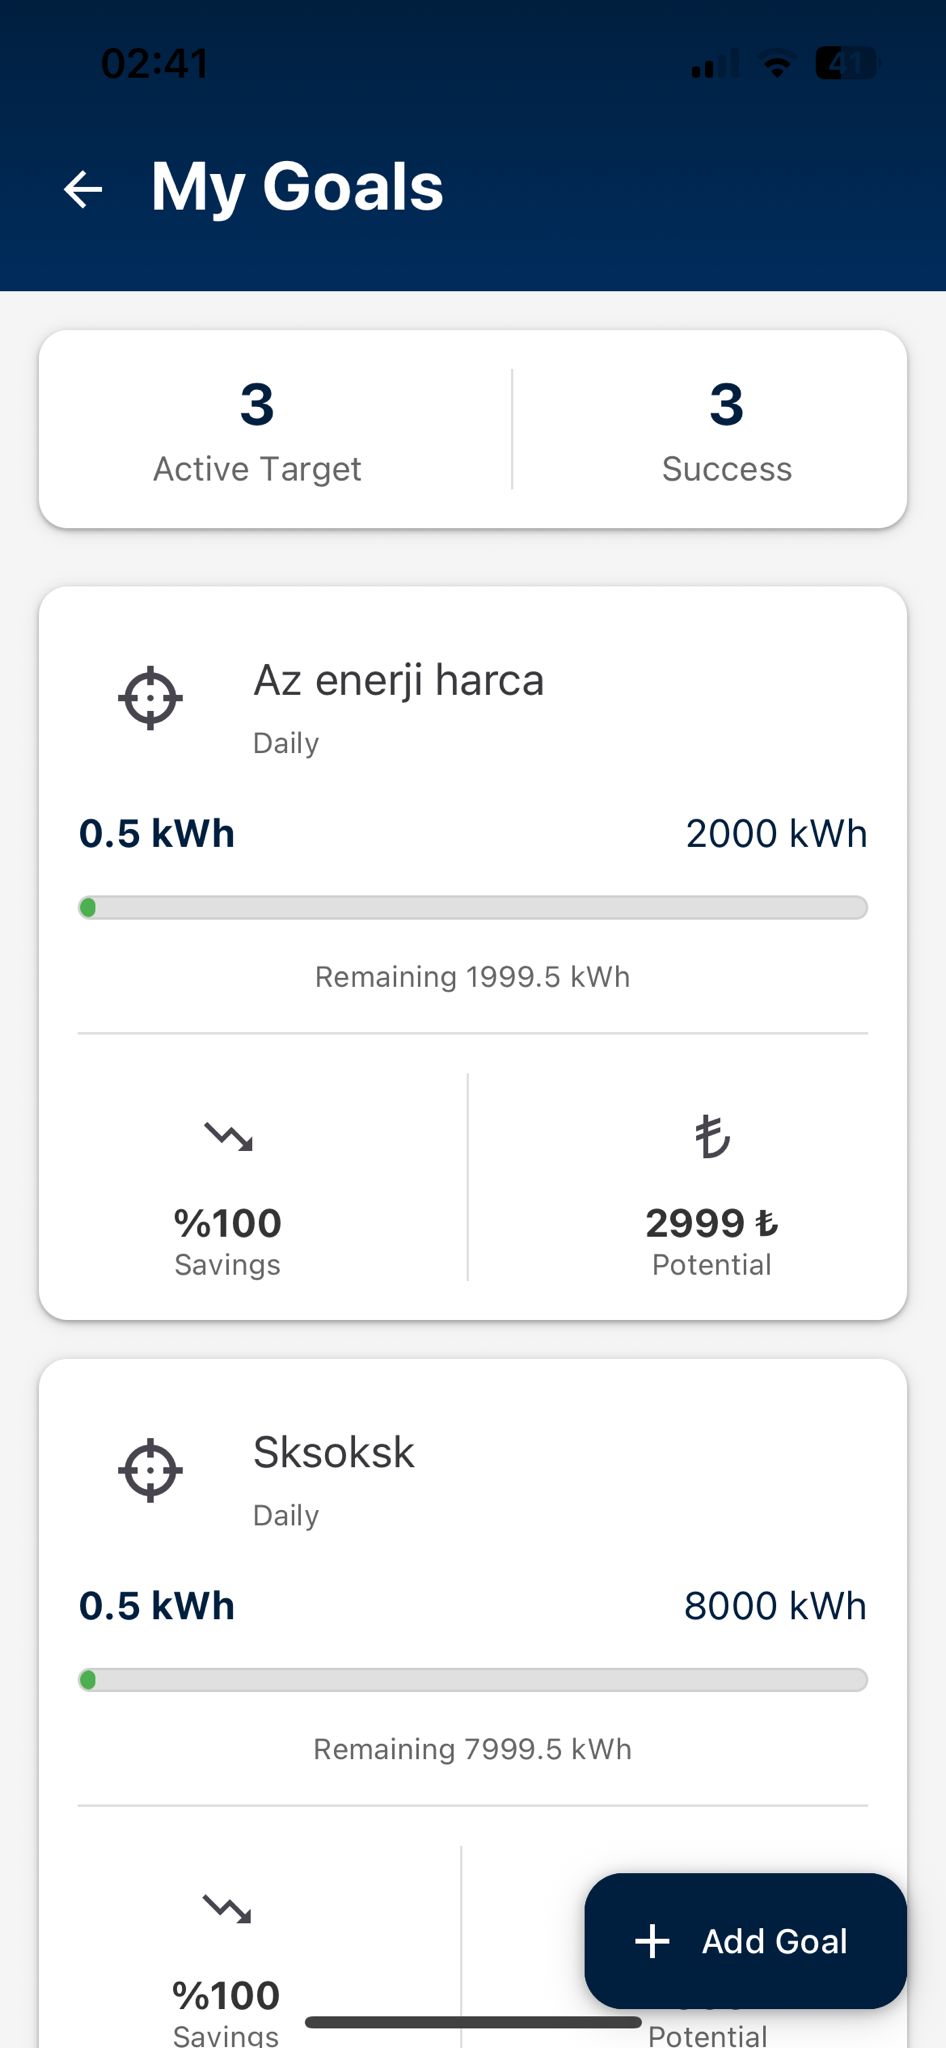 02:41
41
My Goals
3
Active Target
3
Success
Az enerji harca
Daily
0.5 kWh
2000 kWh
Remaining 1999.5 kWh
₺
%100
Savings
2999 ₺
Potential
Sksoksk
Daily
0.5 kWh
8000 kWh
Remaining 7999.5 kWh
%100
Savings
Potential
+ Add Goal